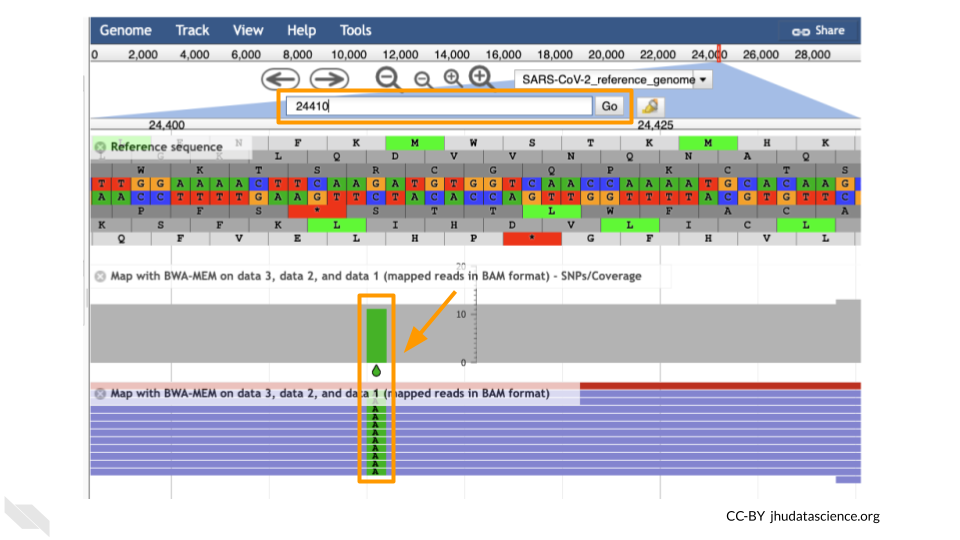 Genome Track View Help Tools Share
0 2,000 4,000 6,000 8,000 10,000 12,000 14,000 16,000 18,000 20,000 22,000 24,000 26,000 28,000
SARS-CoV-2_reference_genome
24410 Go
24,400 24,425
N F K M W S T K M H K
Reference sequence
L Q D V V N Q N A Q
W K T S R C G Q P K C T S
T T G G A A A A C T T C A A G A T G T G G T C A A C C A A A A T G C A C A A G
A A C C T T T T G A A G T T C T A C A C C A G T T G G T T T T A C G T G T T C
P F S * S T T L W F A C A
K S F K L I H D V L I C L
Q F V E L H P * G F H V L
20
Map with BWA-MEM on data 3, data 2, and data 1 (mapped reads in BAM format) - SNPs/Coverage
10
0
Map with BWA-MEM on data 3, data 2, and data 1 (mapped reads in BAM format)
A
A
A
A
A
A
A
A
A
CC-BY jhudatascience.org